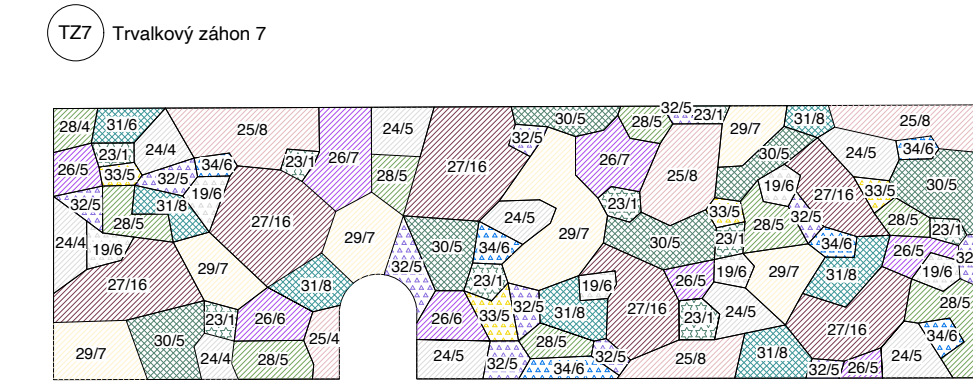 TZ7 Trvalkový záhon 7
28/4 31/6 25/8 26/7 24/5 27/16 30/5 28/5 32/5 23/1 29/7 31/8 25/8
32/5 26/7 24/5 34/6
23/1 24/4 34/6 23/1 28/5 30/5
26/5 33/5 32/5 25/8 19/6 27/16 33/5 30/5
32/5 28/5 31/8 19/6 27/16 29/7 24/5 23/1 33/5 28/5 32/5 28/5 23/1
24/4 19/6 30/5 34/6 29/7 30/5 23/1 34/6 26/5 32
27/16 29/7 31/8 32/5 23/1 19/6 26/5 19/6 29/7 31/8 19/6
23/1 26/6 26/6 33/5 32/5 31/8 27/16 23/1 24/5 28/5
29/7 30/5 25/4 28/5 27/16 34/6
24/4 28/5 24/5 32/5 34/6 32/5 25/8 31/8 32/5 26/5 24/5